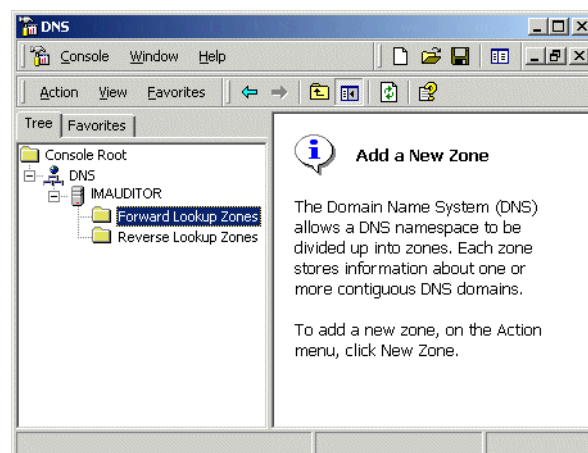 DNS
Console Window Help
Action View Favorites
Tree Favorites
Console Root
DNS
IMAUDITOR
Forward Lookup Zones
Reverse Lookup Zones
Add a New Zone
The Domain Name System (DNS)
allows a DNS namespace to be
divided up into zones. Each zone
stores information about one or
more contiguous DNS domains.
To add a new zone, on the Action
menu, click New Zone.